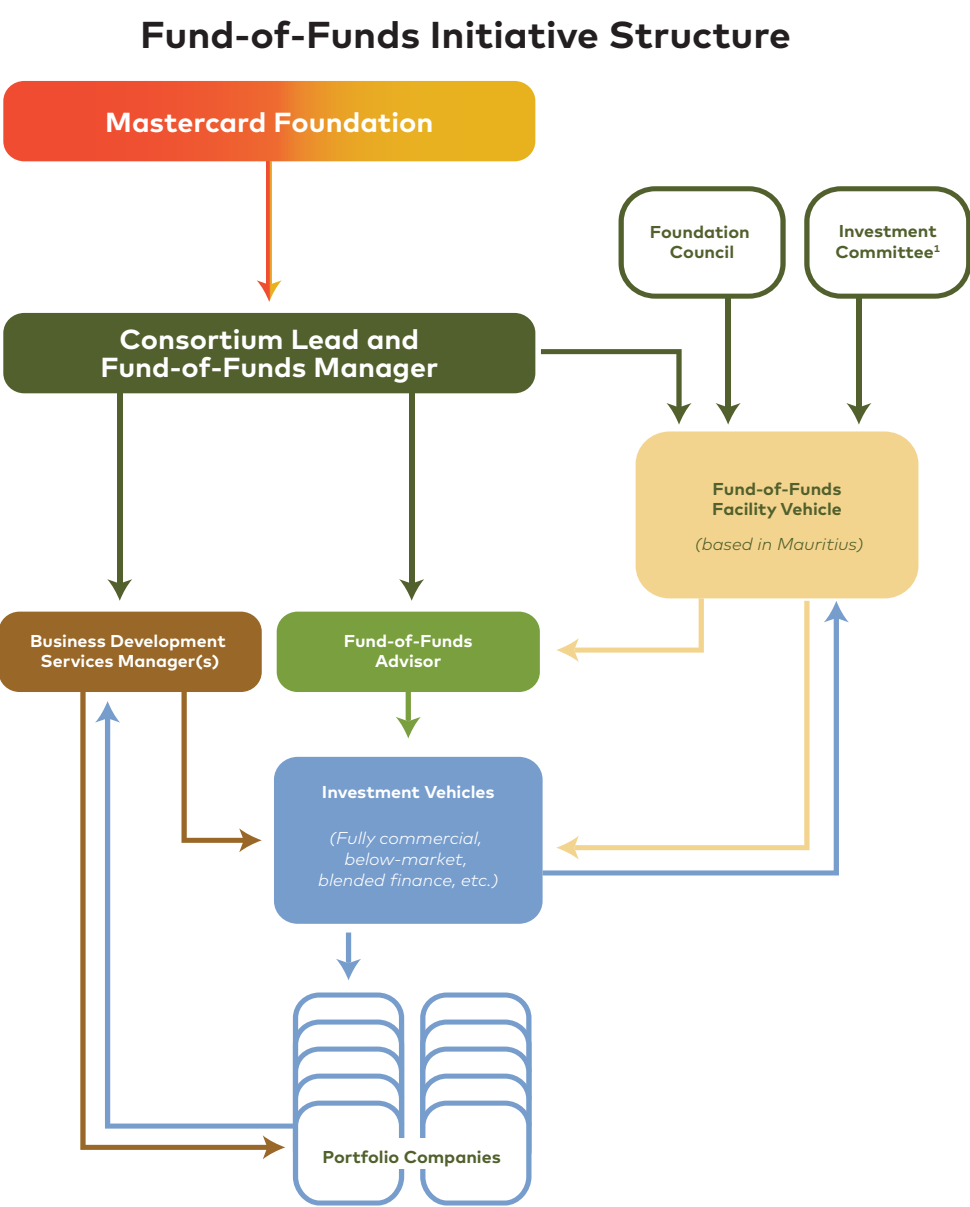 Fund-of-Funds Initiative Structure
Mastercard Foundation
Foundation
Council
Investment
Committee¹
Consortium Lead and
Fund-of-Funds Manager
Fund-of-Funds
Facility Vehicle
(based in Mauritius)
Business Development
Services Manager(s)
Fund-of-Funds
Advisor
Investment Vehicles
(Fully commercial,
below-market,
blended finance, etc.)
Portfolio Companies